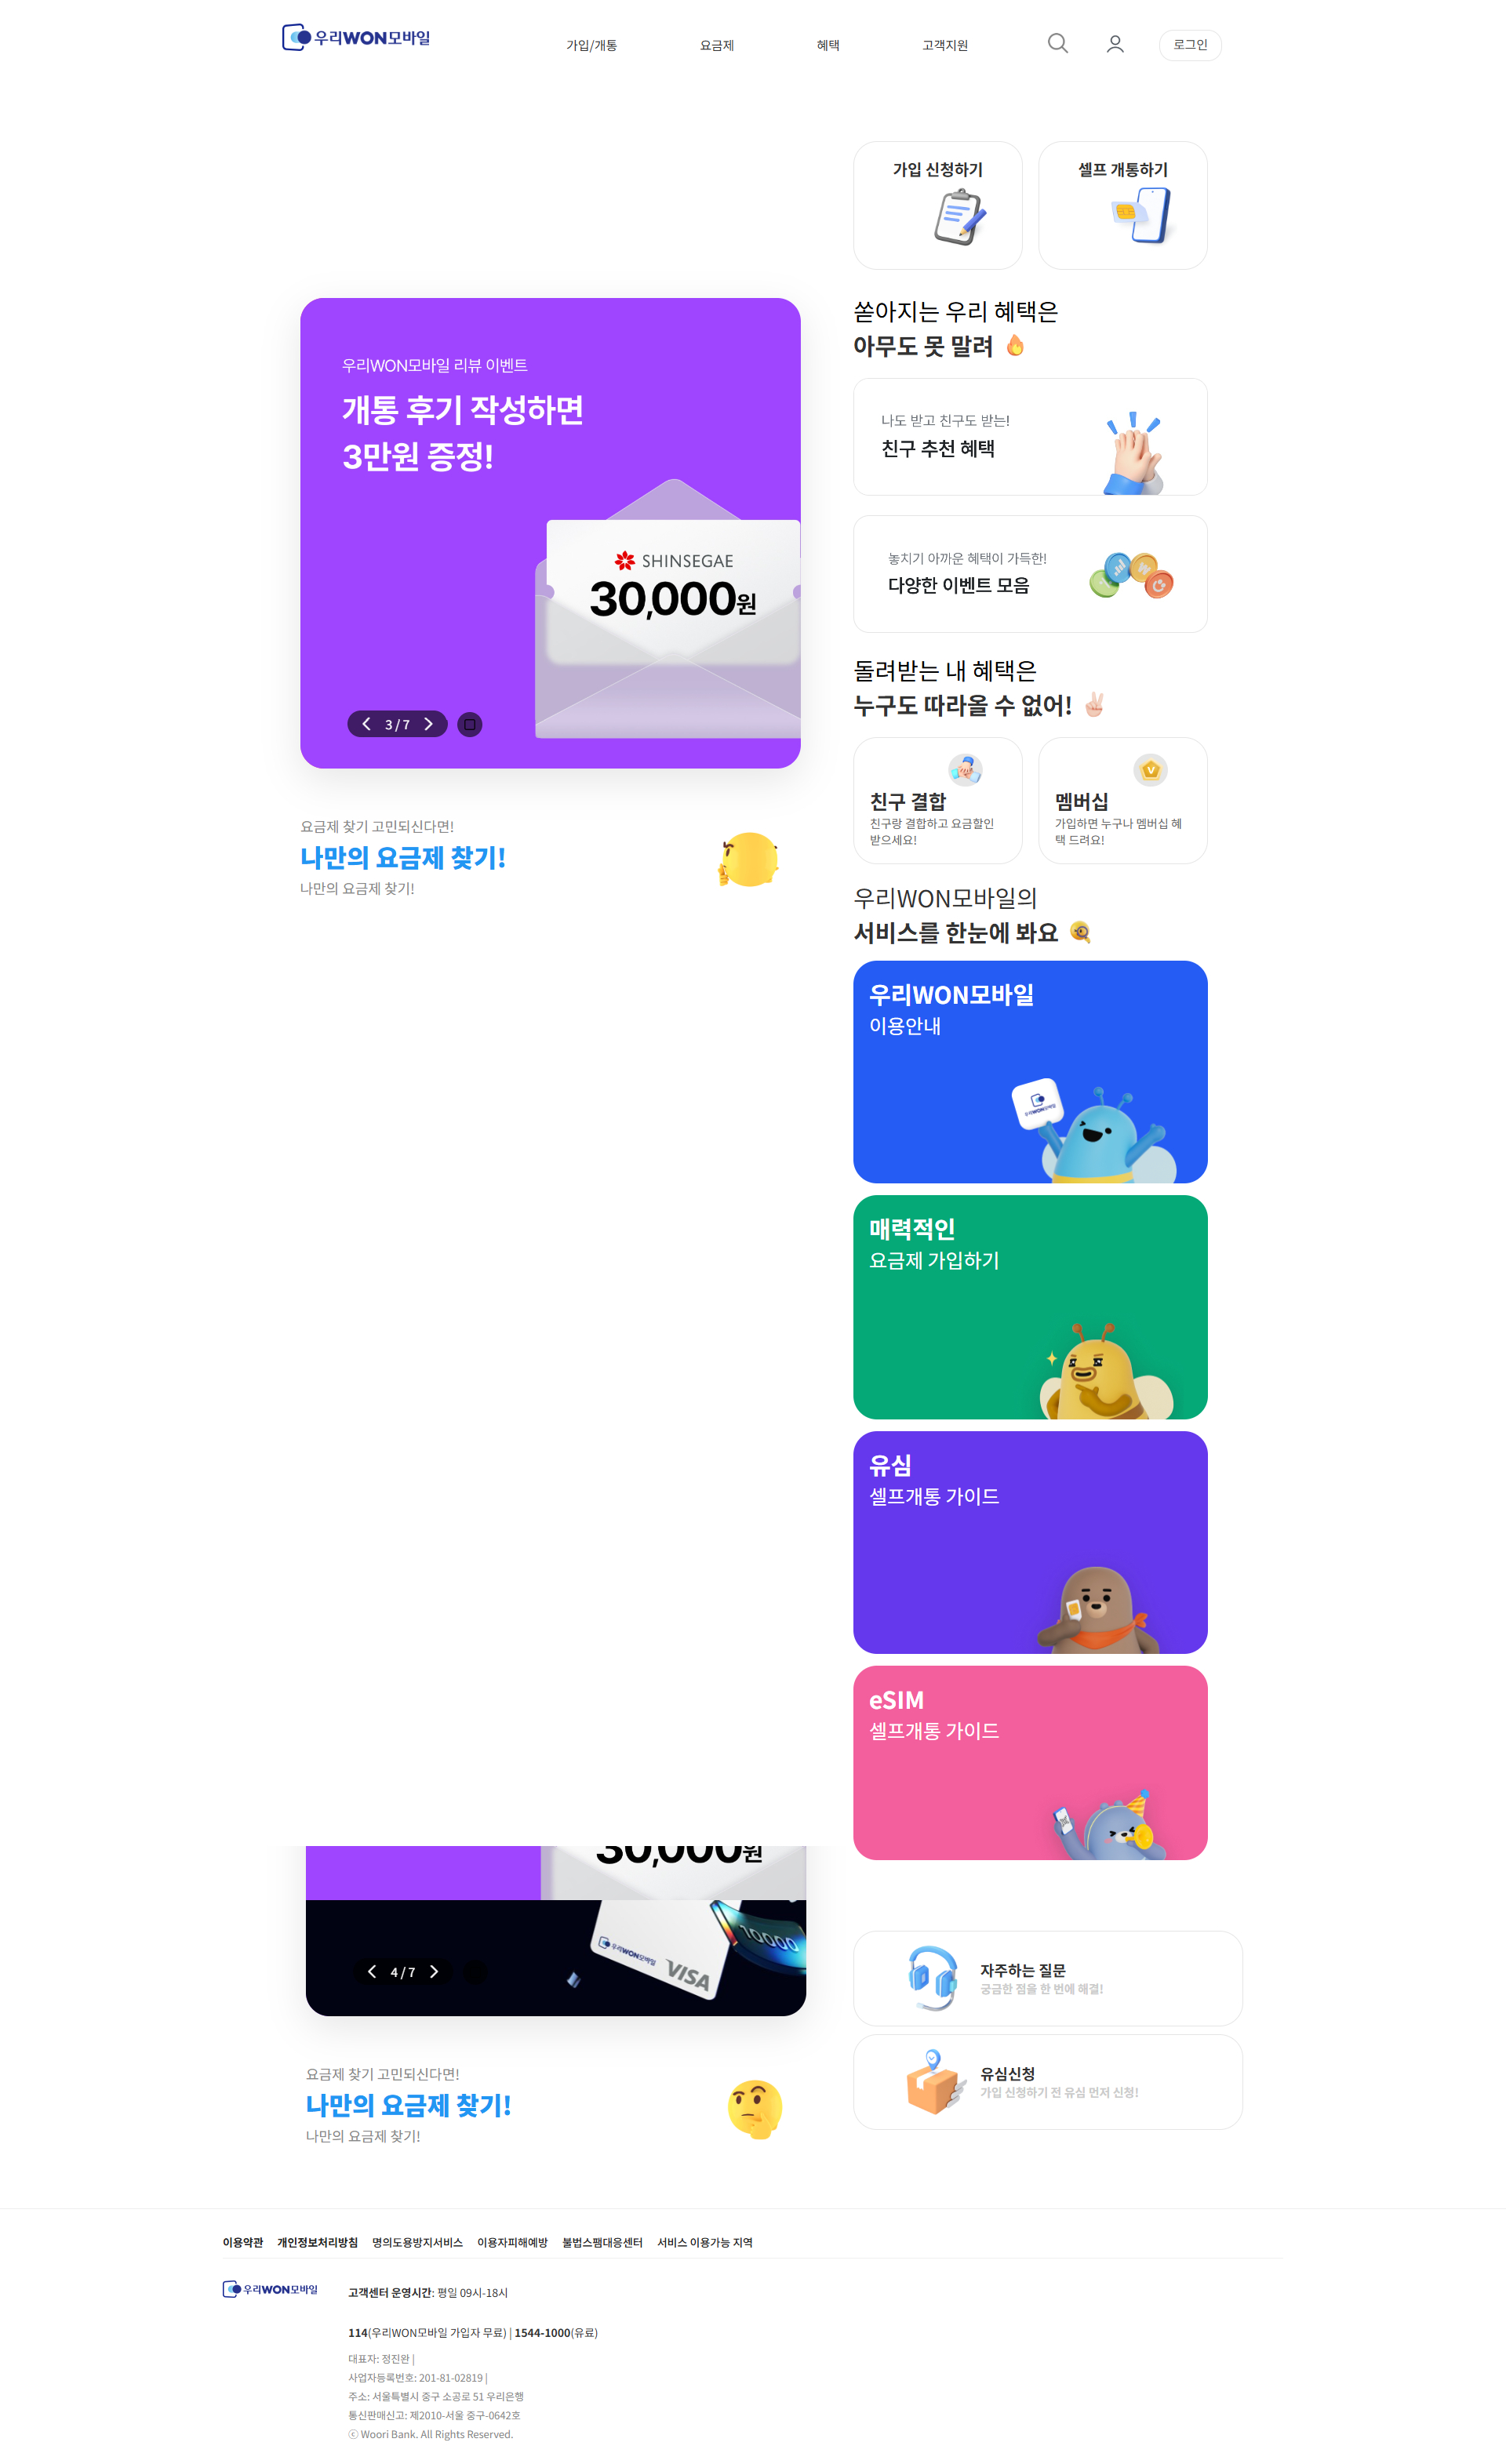 우리WON모바일
가입/개통
요금제
혜택
고객지원
로그인
가입 신청하기
셀프 개통하기
우리WON모바일 리뷰 이벤트
개통 후기 작성하면
3만원 증정!
SHINSEGAE
30,000원
3 / 7
요금제 찾기 고민되신다면!
나만의 요금제 찾기!
나만의 요금제 찾기!
쏟아지는 우리 혜택은
아무도 못 말려
나도 받고 친구도 받는!
친구 추천 혜택
놓치기 아까운 혜택이 가득한!
다양한 이벤트 모음
돌려받는 내 혜택은
누구도 따라올 수 없어!
친구 결합
친구랑 결합하고 요금할인
받으세요!
멤버십
가입하면 누구나 멤버십 혜
택 드려요!
우리WON모바일의
서비스를 한눈에 봐요
우리WON모바일
이용안내
우리WON모바일
매력적인
요금제 가입하기
유심
셀프개통 가이드
eSIM
셀프개통 가이드
30,000원
우리WON모바일
VISA
10000
4 / 7
요금제 찾기 고민되신다면!
나만의 요금제 찾기!
나만의 요금제 찾기!
자주하는 질문
궁금한 점을 한 번에 해결!
유심신청
가입 신청하기 전 유심 먼저 신청!
이용약관
개인정보처리방침
명의도용방지서비스
이용자피해예방
불법스팸대응센터
서비스 이용가능 지역
우리WON모바일
고객센터 운영시간: 평일 09시-18시
114(우리WON모바일 가입자 무료) | 1544-1000(유료)
대표자: 정진완 |
사업자등록번호: 201-81-02819 |
주소: 서울특별시 중구 소공로 51 우리은행
통신판매신고: 제2010-서울 중구-0642호
ⓒ Woori Bank. All Rights Reserved.